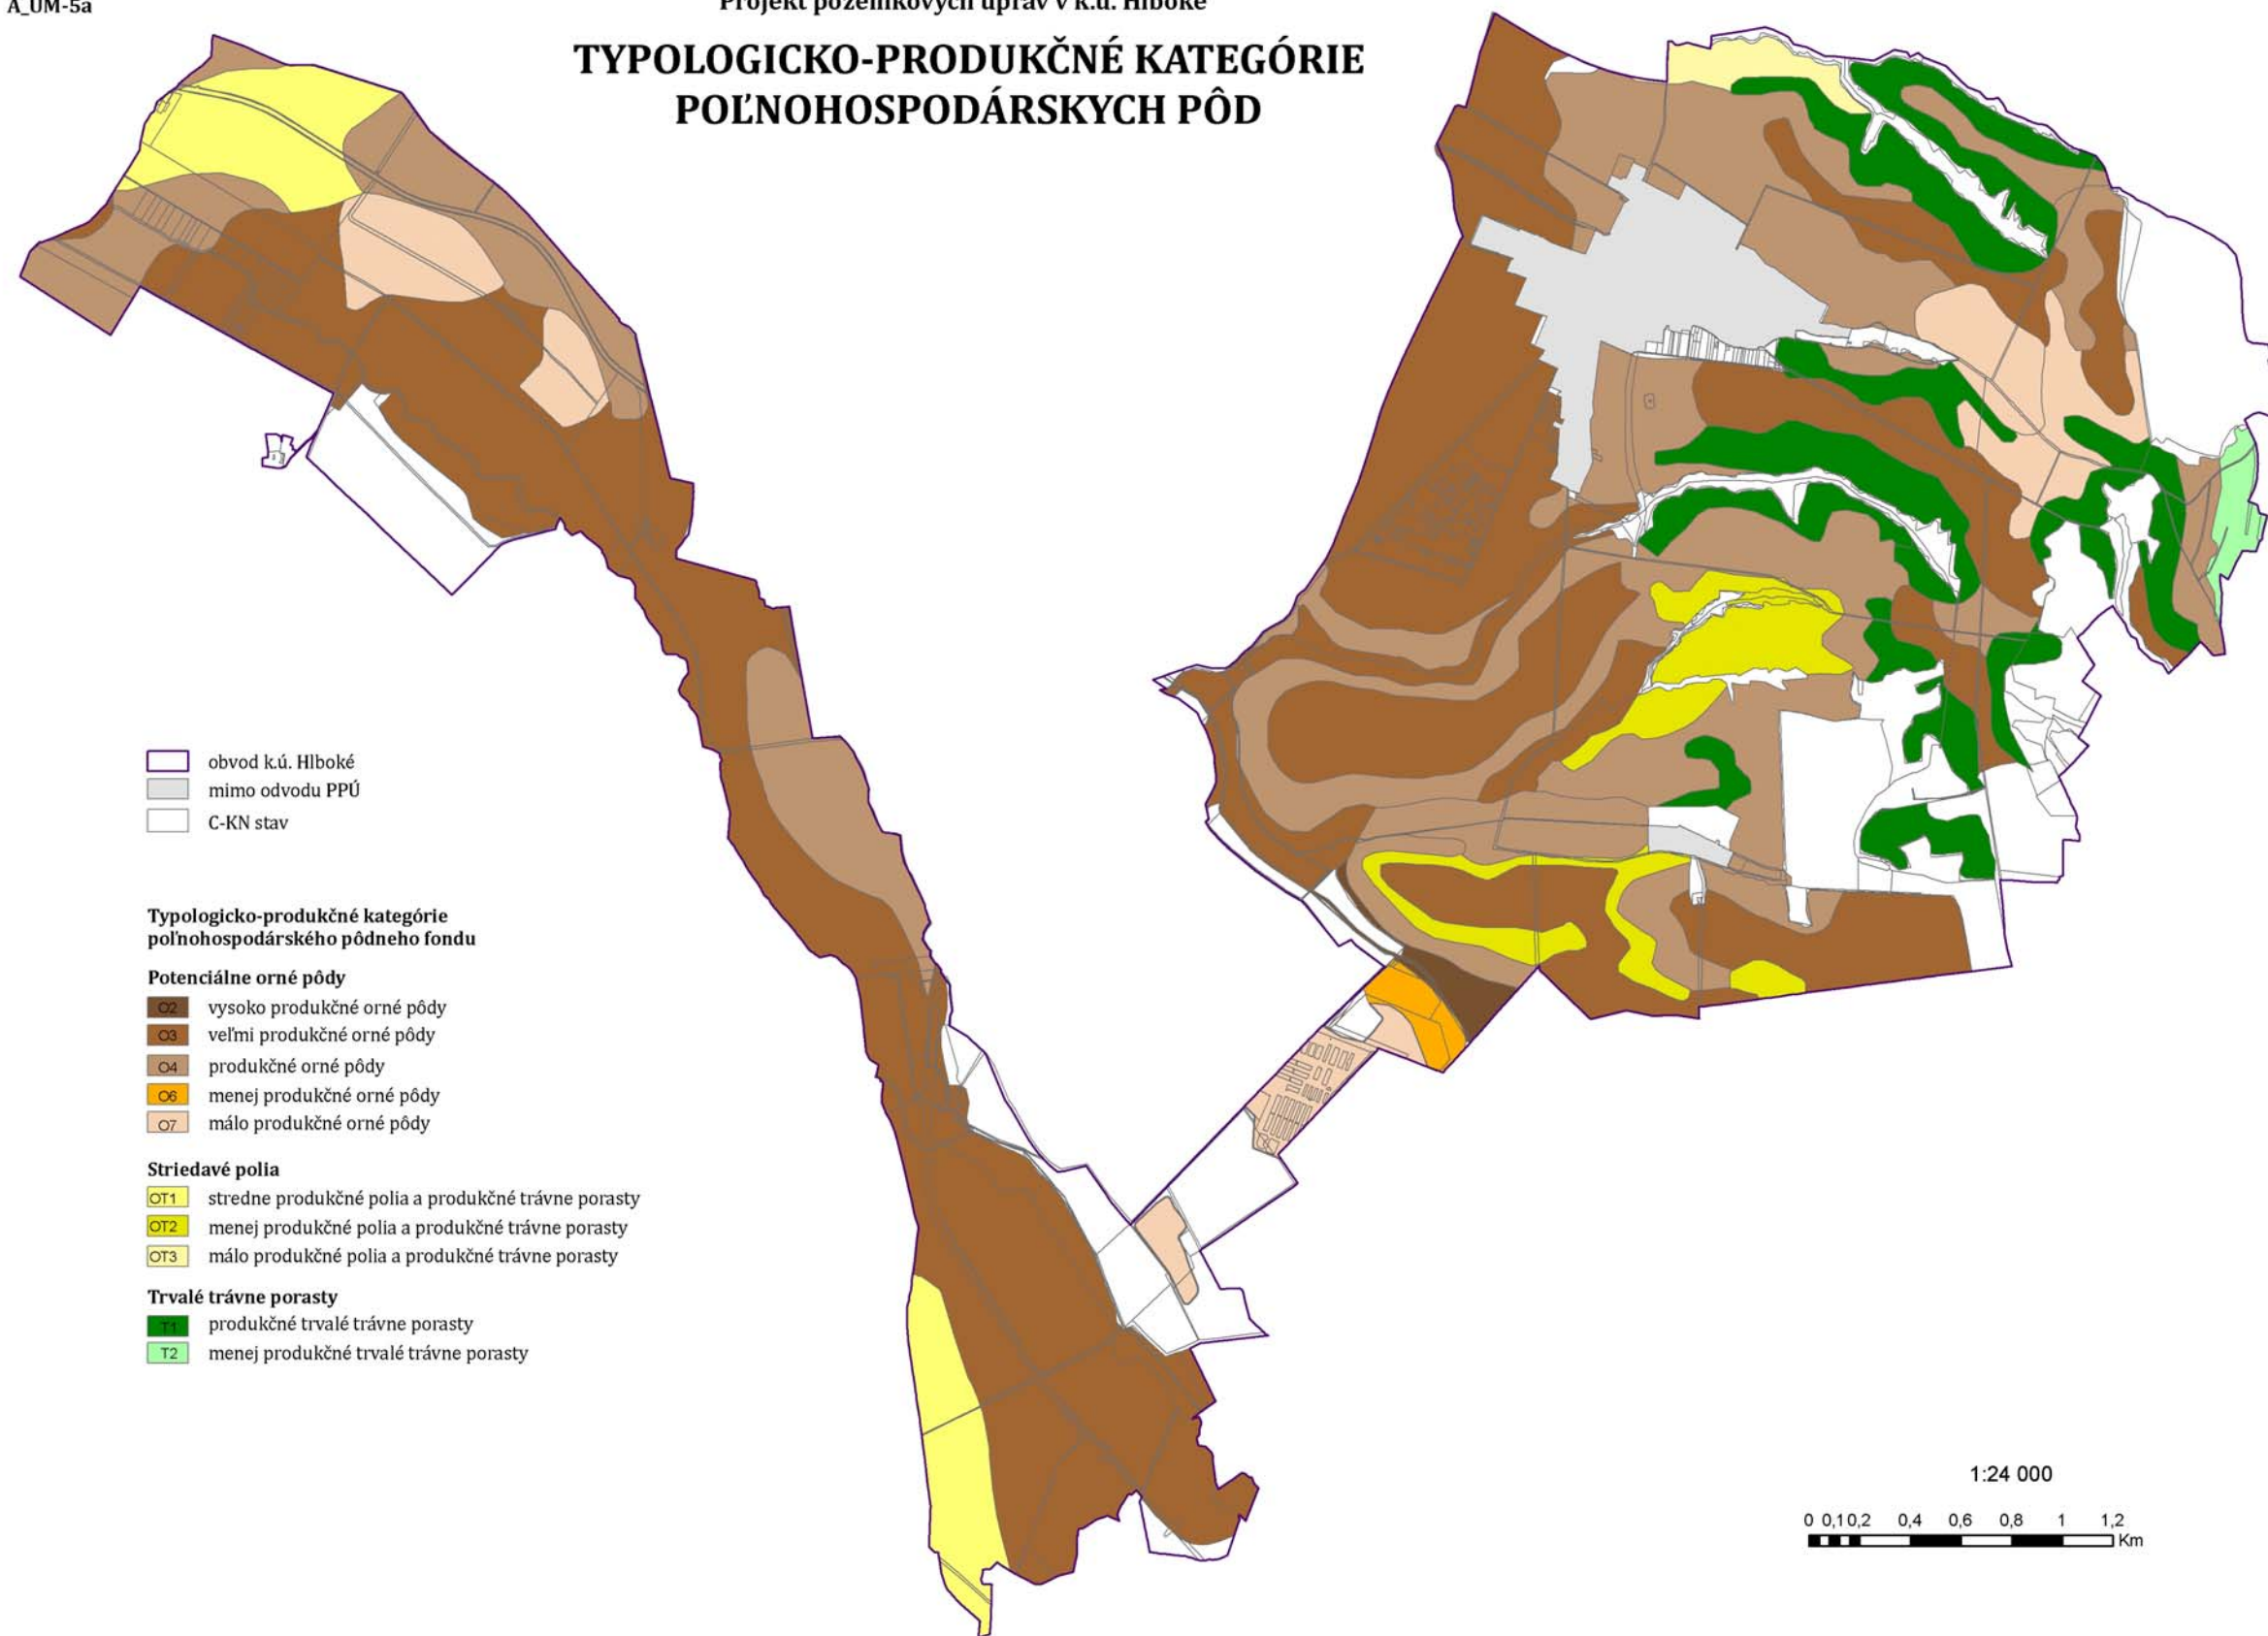 A_ÚM-5a
Projekt pozemkových úprav v k.ú. Hlboké
TYPOLOGICKO-PRODUKČNÉ KATEGÓRIE
POĽNOHOSPODÁRSKYCH PÔD
obvod k.ú. Hlboké
mimo odvodu PPÚ
C-KN stav
Typologicko-produkčné kategórie
poľnohospodárského pôdneho fondu
Potenciálne orné pôdy
O2 vysoko produkčné orné pôdy
O3 veľmi produkčné orné pôdy
O4 produkčné orné pôdy
O6 menej produkčné orné pôdy
O7 málo produkčné orné pôdy
Striedavé polia
OT1 stredne produkčné polia a produkčné trávne porasty
OT2 menej produkčné polia a produkčné trávne porasty
OT3 málo produkčné polia a produkčné trávne porasty
Trvalé trávne porasty
T1 produkčné trvalé trávne porasty
T2 menej produkčné trvalé trávne porasty
1:24 000
0 0,1 0,2 0,4 0,6 0,8 1 1,2
Km